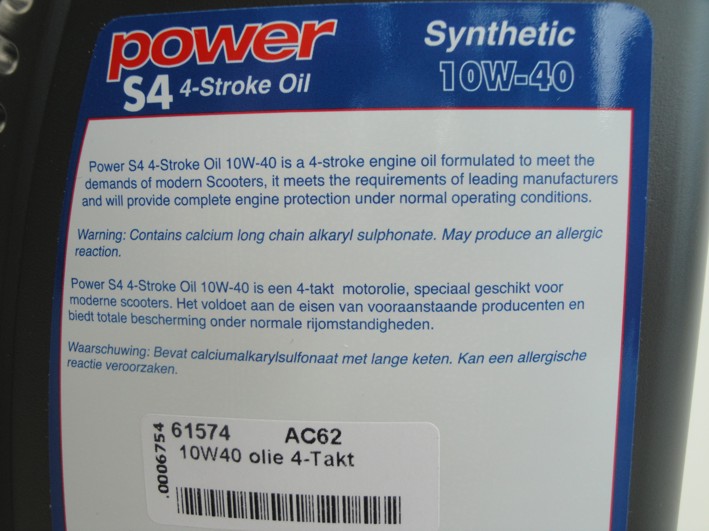 power
Synthetic
S4 4-Stroke Oil
10W-40
Power S4 4-Stroke Oil 10W-40 is a 4-stroke engine oil formulated to meet the
demands of modern Scooters, it meets the requirements of leading manufacturers
and will provide complete engine protection under normal operating conditions.
Warning: Contains calcium long chain alkaryl sulphonate. May produce an allergic
reaction.
Power S4 4-Stroke Oil 10W-40 is een 4-takt motorolie, speciaal geschikt voor
moderne scooters. Het voldoet aan de eisen van vooraanstaande producenten en
biedt totale bescherming onder normale rijomstandigheden.
Waarschuwing: Bevat calciumalkarylsulfonaat met lange keten. Kan een allergische
reactie veroorzaken.
61574 AC62
10W40 olie 4-Takt
.0006754